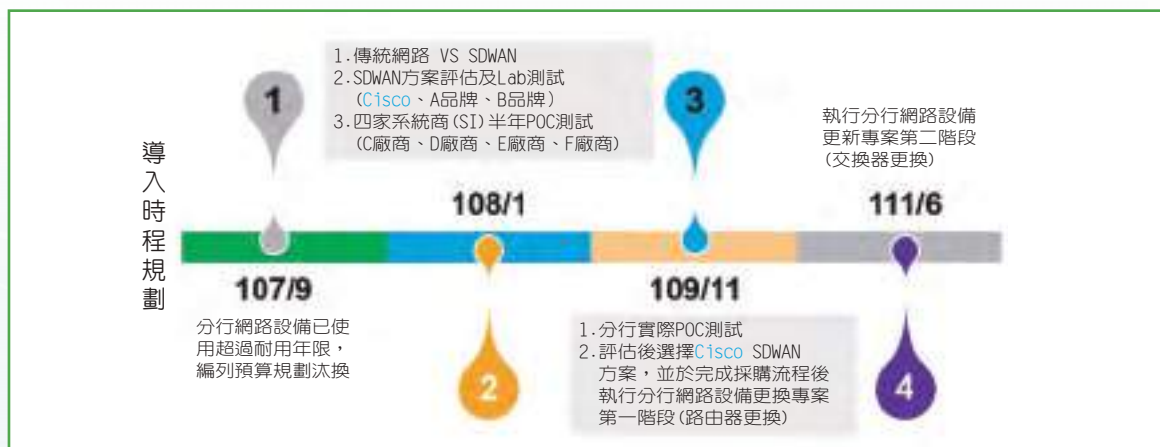 導入時程規劃
1
107/9
分行網路設備已使
用超過耐用年限，
編列預算規劃汰換
1.傳統網路 VS SDWAN
2.SDWAN方案評估及Lab測試
(Cisco、A品牌、B品牌)
3.四家系統商(SI)半年POC測試
(C廠商、D廠商、E廠商、F廠商)
108/1
2
3
109/11
1.分行實際POC測試
2.評估後選擇Cisco SDWAN
方案，並於完成採購流程後
執行分行網路設備更換專案
第一階段(路由器更換)
執行分行網路設備
更新專案第二階段
(交換器更換)
111/6
4